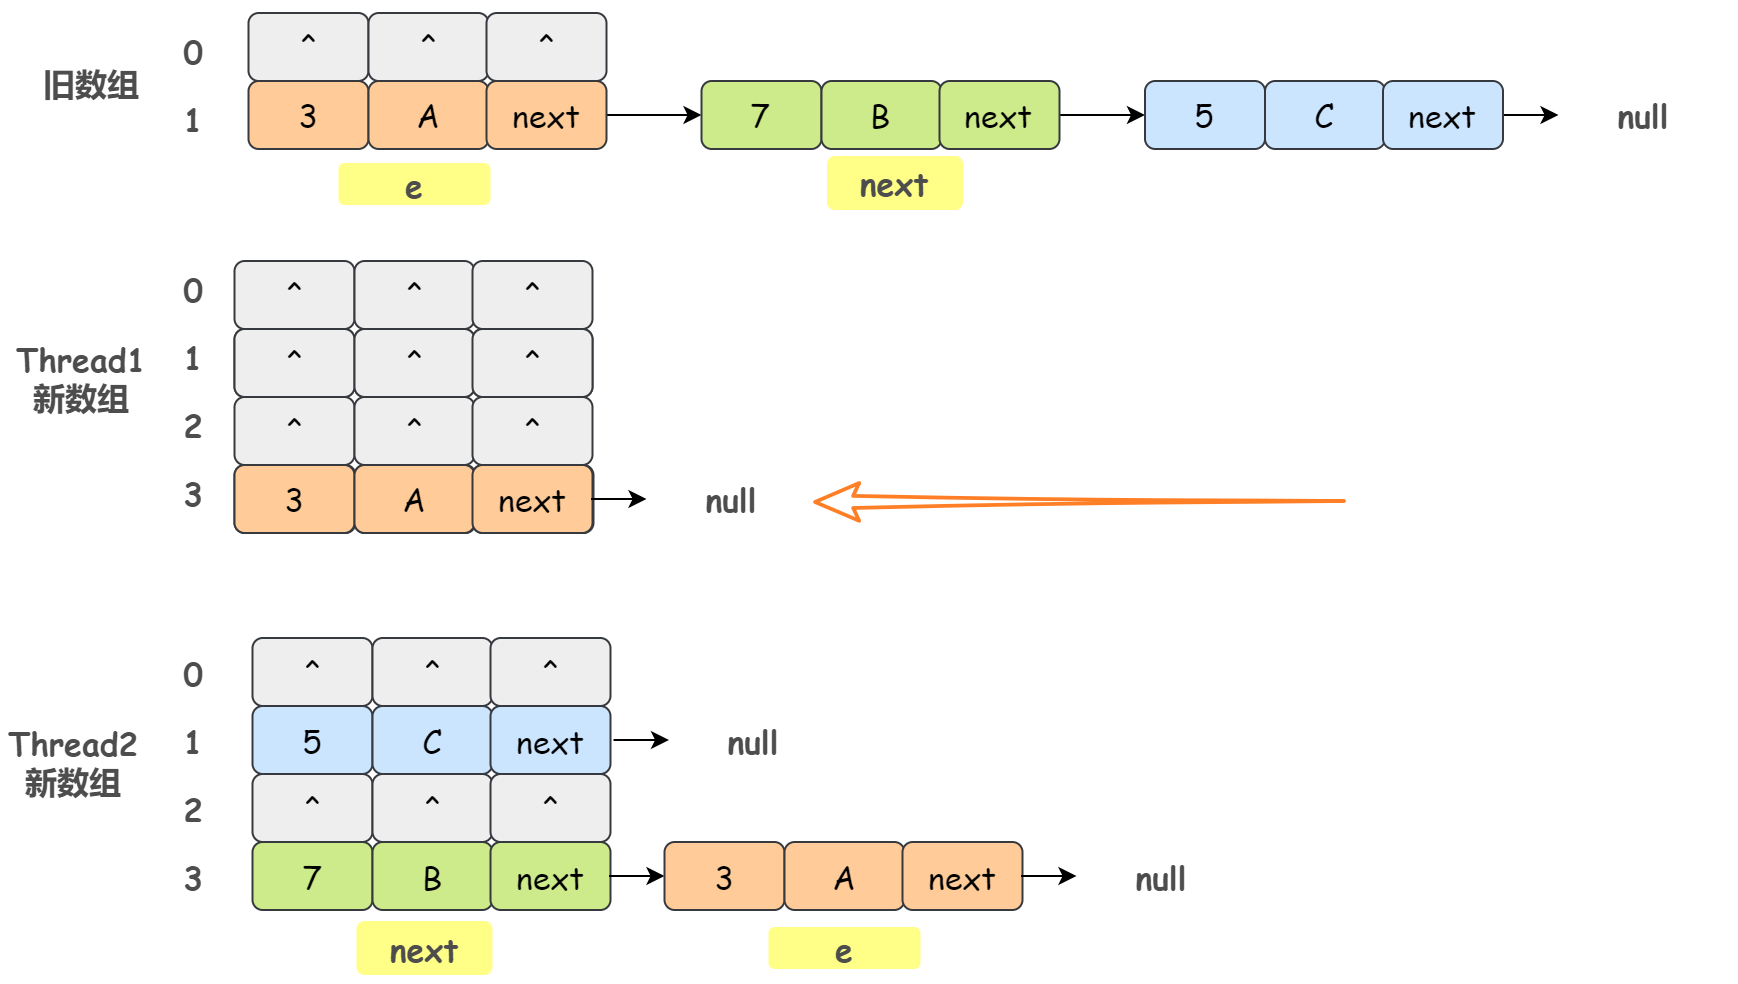 旧数组
0 ^ ^ ^
1 3 A next 7 B next 5 C next null
e next
Thread1
新数组
0 ^ ^ ^
1 ^ ^ ^
2 ^ ^ ^
3 3 A next null
Thread2
新数组
0 ^ ^ ^
1 5 C next null
2 ^ ^ ^
3 7 B next 3 A next null
next e